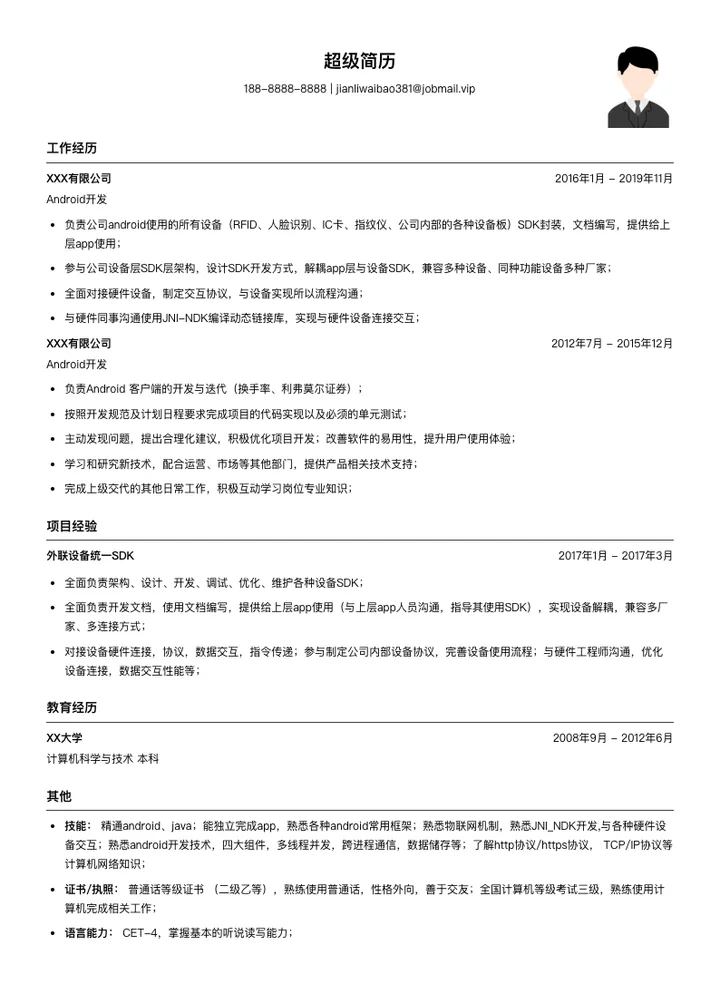 超级简历
188-8888-8888 | jianliwaibao381@jobmail.vip
工作经历
XXX有限公司 2016年1月 - 2019年11月
Android开发
• 负责公司android使用的所有设备（RFID、人脸识别、IC卡、指纹仪、公司内部的各种设备板）SDK封装，文档编写，提供给上
层app使用；
• 参与公司设备层SDK层架构，设计SDK开发方式，解耦app层与设备SDK，兼容多种设备、同种功能设备多种厂家；
• 全面对接硬件设备，制定交互协议，与设备实现所以流程沟通；
• 与硬件同事沟通使用JNI-NDK编译动态链接库，实现与硬件设备连接交互；
XXX有限公司 2012年7月 - 2015年12月
Android开发
• 负责Android 客户端的开发与迭代（换手率、利弗莫尔证券）；
• 按照开发规范及计划日程要求完成项目的代码实现以及必须的单元测试；
• 主动发现问题，提出合理化建议，积极优化项目开发；改善软件的易用性，提升用户使用体验；
• 学习和研究新技术，配合运营、市场等其他部门，提供产品相关技术支持；
• 完成上级交代的其他日常工作，积极互动学习岗位专业知识；
项目经验
外联设备统一SDK 2017年1月 - 2017年3月
• 全面负责架构、设计、开发、调试、优化、维护各种设备SDK；
• 全面负责开发文档，使用文档编写，提供给上层app使用（与上层app人员沟通，指导其使用SDK），实现设备解耦，兼容多厂
家、多连接方式；
• 对接设备硬件连接，协议，数据交互，指令传递；参与制定公司内部设备协议，完善设备使用流程；与硬件工程师沟通，优化
设备连接，数据交互性能等；
教育经历
XX大学 2008年9月 - 2012年6月
计算机科学与技术 本科
其他
• 技能： 精通android、java；能独立完成app，熟悉各种android常用框架；熟悉物联网机制，熟悉JNI_NDK开发,与各种硬件设
备交互；熟悉android开发技术，四大组件，多线程并发，跨进程通信，数据储存等；了解http协议/https协议， TCP/IP协议等
计算机网络知识；
• 证书/执照： 普通话等级证书 （二级乙等），熟练使用普通话，性格外向，善于交友；全国计算机等级考试三级，熟练使用计
算机完成相关工作；
• 语言能力： CET-4，掌握基本的听说读写能力；